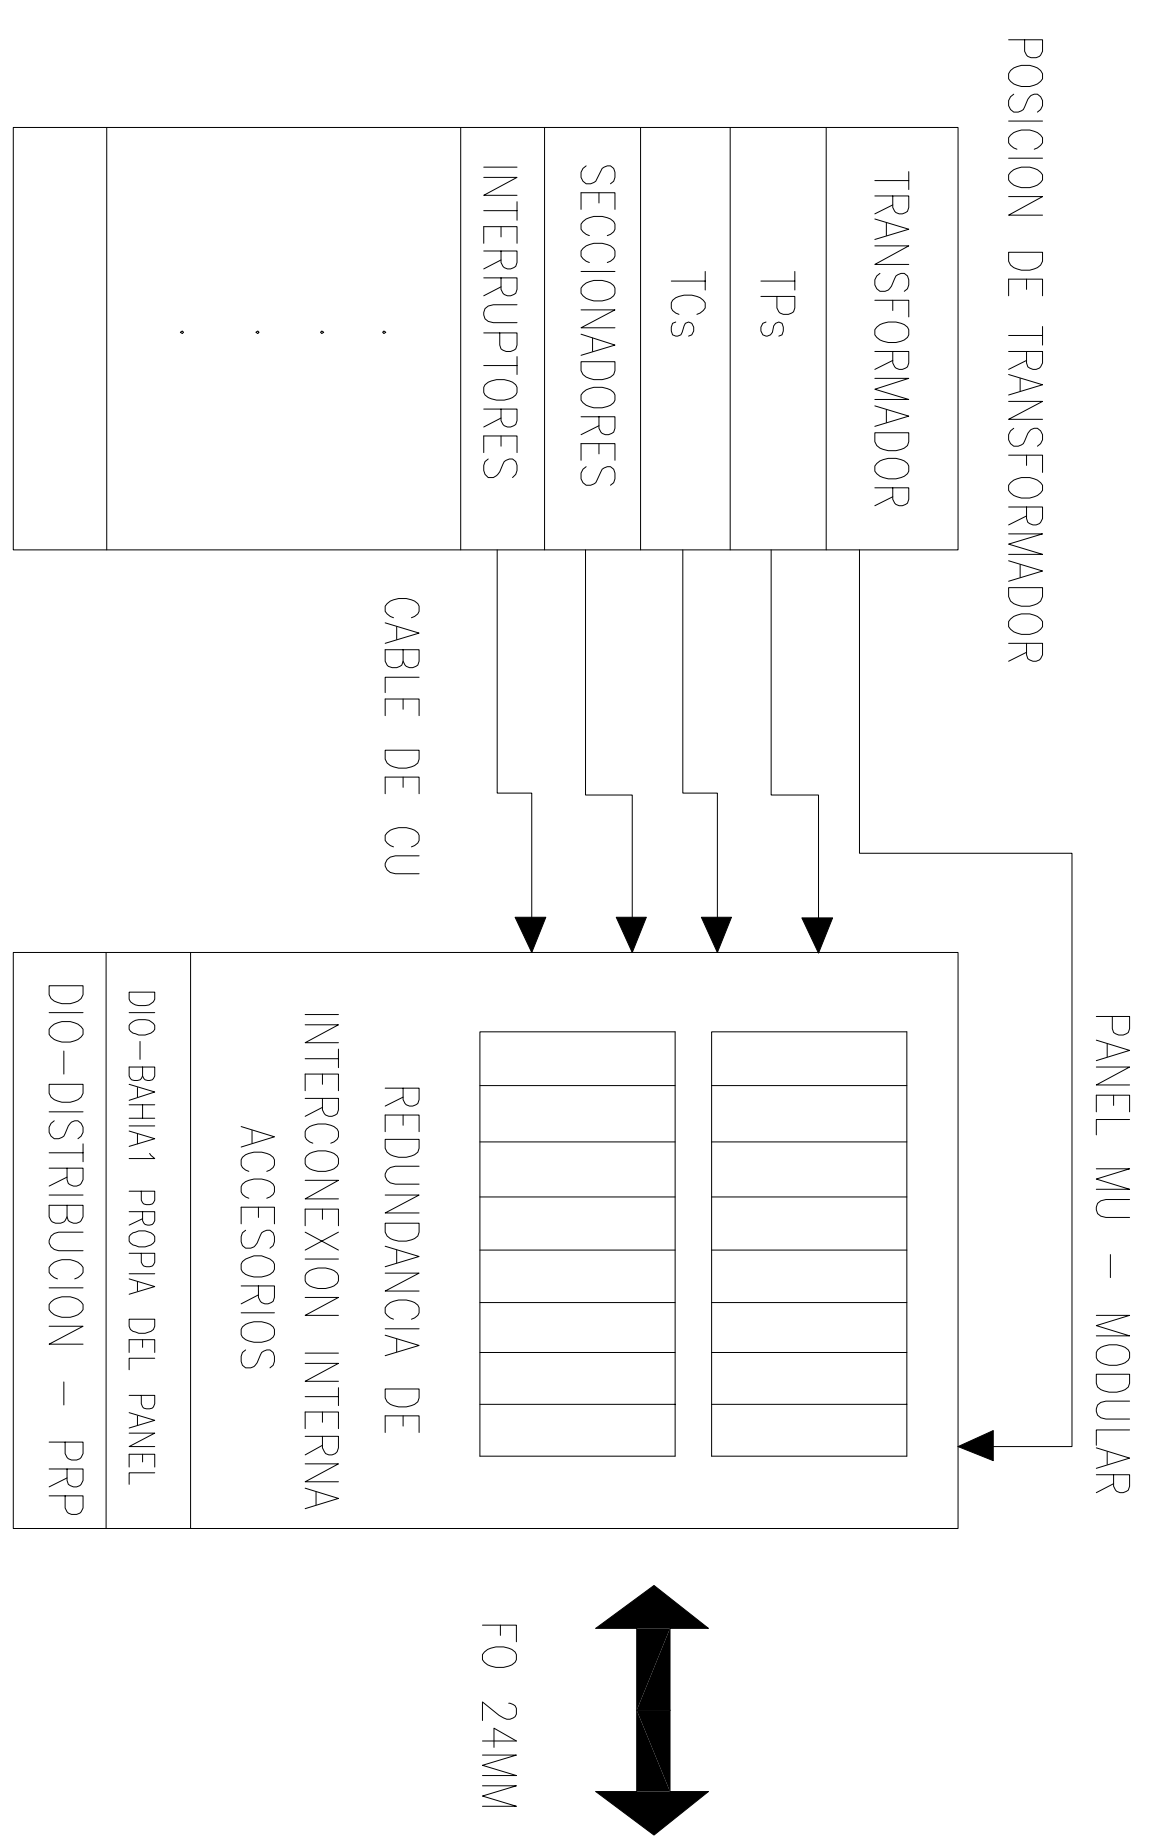 POSICION DE TRANSFORMADOR
TRANSFORMADOR
TPs
TCs
SECCIONADORES
INTERRUPTORES
CABLE DE CU
PANEL MU - MODULAR
REDUNDANCIA DE
INTERCONEXION INTERNA
ACCESORIOS
DIO-BAHIA1 PROPIA DEL PANEL
DIO-DISTRIBUCION - PRP
FO 24MM